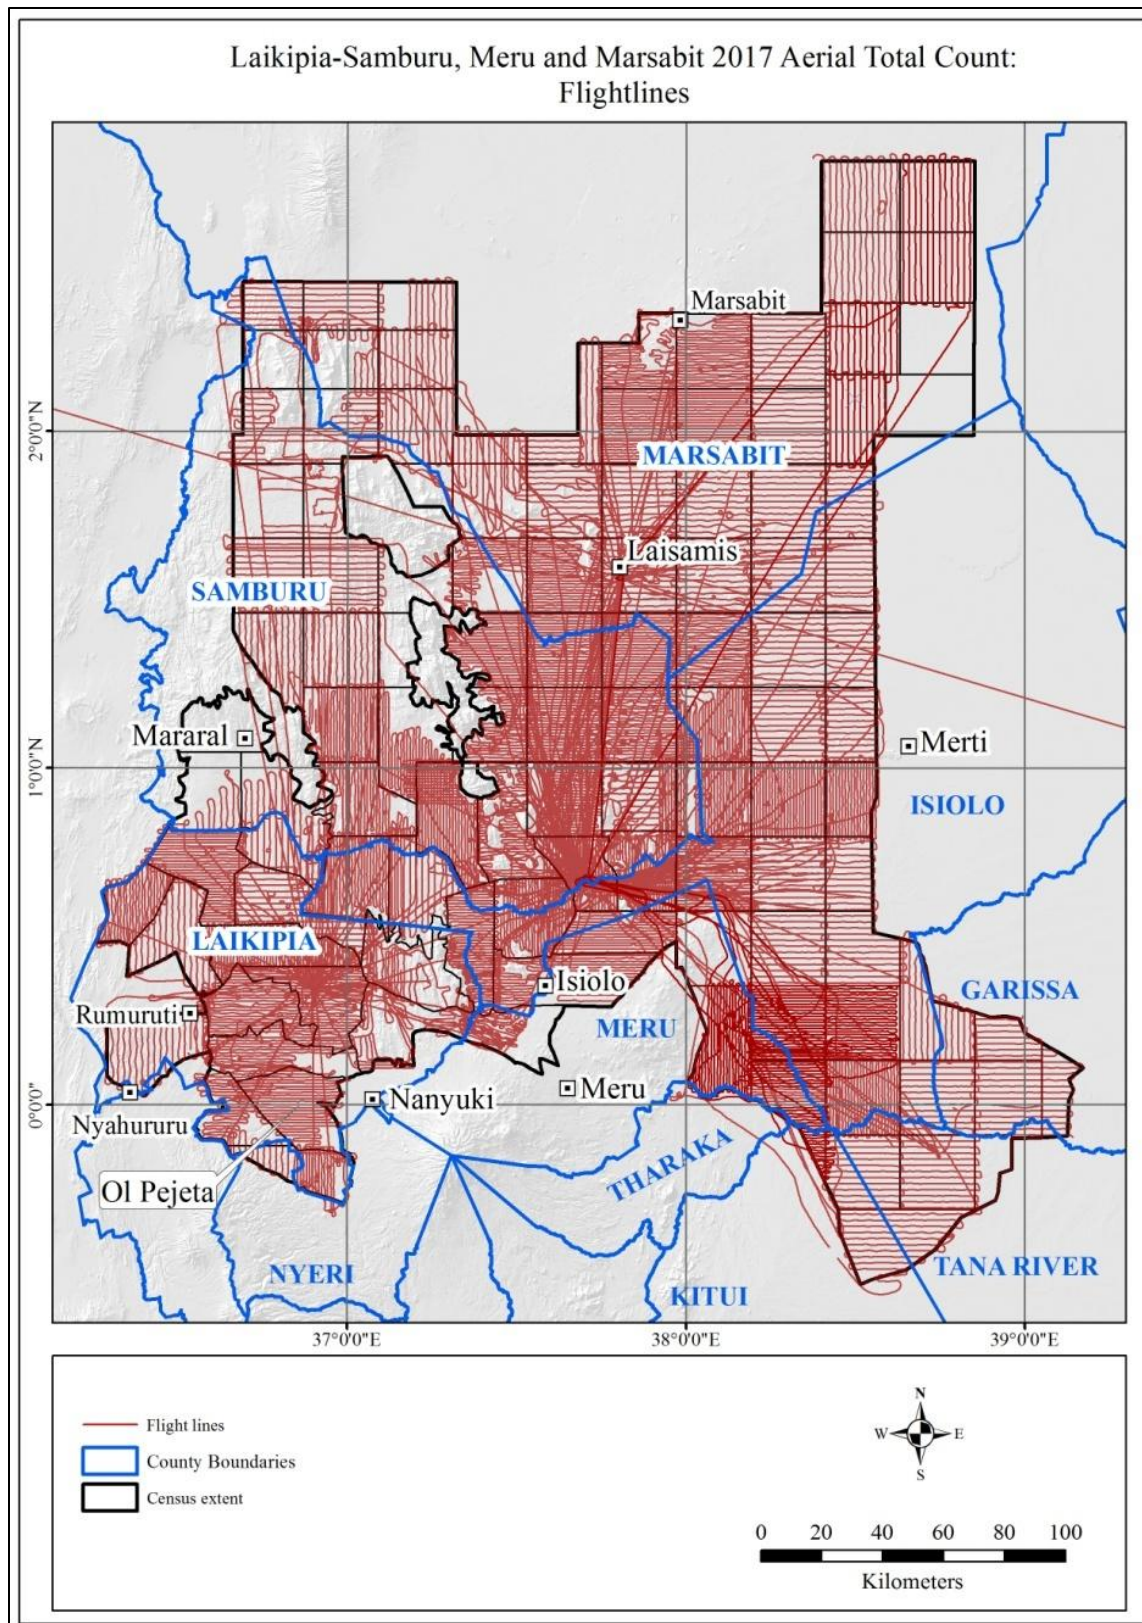 Laikipia-Samburu, Meru and Marsabit 2017 Aerial Total Count:
Flightlines
Marsabit
2°0'0"N
MARSABIT
Laisamis
SAMBURU
Mararal
Merti
1°0'0"N
ISIOLO
LAIKIPIA
Isiolo
GARISSA
Rumuruti
MERU
Meru
Nanyuki
0°0'0"
Nyahururu
THARAKA
Ol Pejeta
NYERI
TANA RIVER
KITUI
37°0'0"E
38°0'0"E
39°0'0"E
Flight lines
County Boundaries
Census extent
N
W
E
S
0 20 40 60 80 100
Kilometers